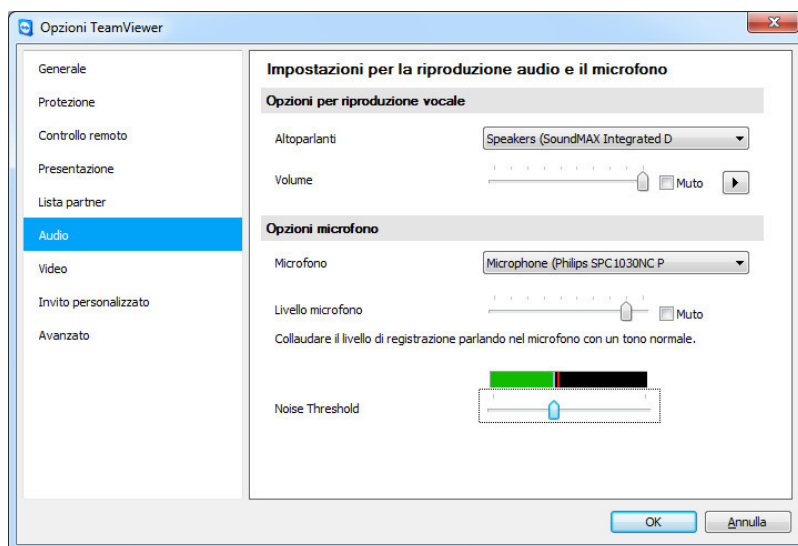 Opzioni TeamViewer
Generale
Protezione
Controllo remoto
Presentazione
Lista partner
Audio
Video
Invito personalizzato
Avanzato
Impostazioni per la riproduzione audio e il microfono
Opzioni per riproduzione vocale
Altoparlanti
Speakers (SoundMAX Integrated D
Volume
Muto
Opzioni microfono
Microfono
Microphone (Philips SPC1030NC P
Livello microfono
Muto
Collaudare il livello di registrazione parlando nel microfono con un tono normale.
Noise Threshold
OK
Annulla